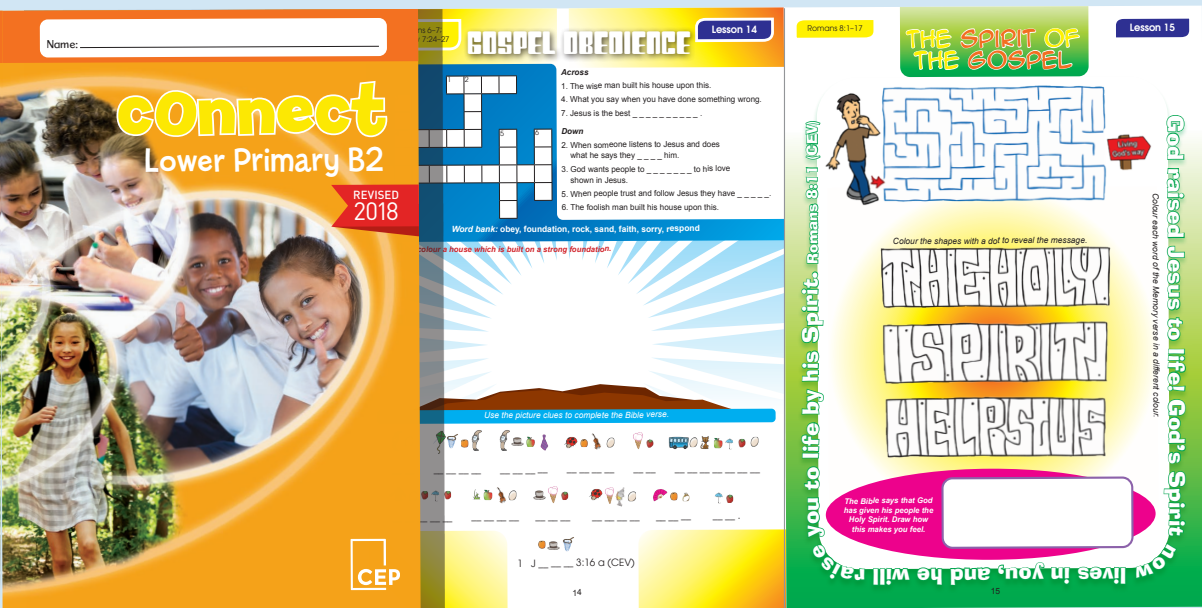 Name:
connect
Lower Primary B2
REVISED
2018
CEP
ns 6–7:
7:24–27
GOSPEL OBEDIENCE
Lesson 14
1
2
5
6
Across
1. The wise man built his house upon this.
4. What you say when you have done something wrong.
7. Jesus is the best _ _ _ _ _ _ _ _ _ _ .
Down
2. When someone listens to Jesus and does
what he says they _ _ _ _ him.
3. God wants people to _ _ _ _ _ _ _ to his love
shown in Jesus.
5. When people trust and follow Jesus they have _ _ _ _ _.
6. The foolish man built his house upon this.
Word bank: obey, foundation, rock, sand, faith, sorry, respond
colour a house which is built on a strong foundation.
Use the picture clues to complete the Bible verse.
1 J _ _ _ 3:16 a (CEV)
14
Romans 8:1–17
THE SPIRIT OF
THE GOSPEL
Lesson 15
Living
God's way
Colour the shapes with a dot to reveal the message.
THE HOLY
SPIRIT
HELPS US
The Bible says that God
has given his people the
Holy Spirit. Draw how
this makes you feel.
God raised Jesus to life! God's Spirit now lives in you, and he will raise you to life by his Spirit. Romans 8:11 (CEV)
Colour each word of the Memory verse in a different colour.
15